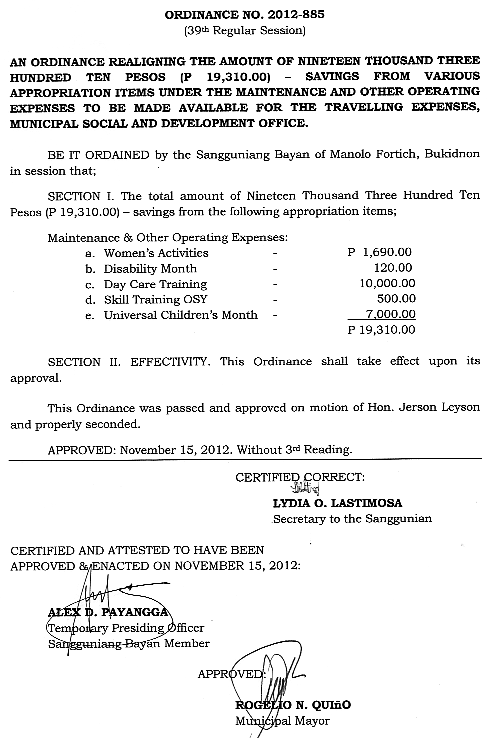 ORDINANCE NO. 2012-885
(39th Regular Session)
AN ORDINANCE REALIGNING THE AMOUNT OF NINETEEN THOUSAND THREE
HUNDRED TEN PESOS (P 19,310.00) – SAVINGS FROM VARIOUS
APPROPRIATION ITEMS UNDER THE MAINTENANCE AND OTHER OPERATING
EXPENSES TO BE MADE AVAILABLE FOR THE TRAVELLING EXPENSES,
MUNICIPAL SOCIAL AND DEVELOPMENT OFFICE.
BE IT ORDAINED by the Sangguniang Bayan of Manolo Fortich, Bukidnon
in session that;
SECTION I. The total amount of Nineteen Thousand Three Hundred Ten
Pesos (P 19,310.00) – savings from the following appropriation items;
Maintenance & Other Operating Expenses:
a. Women's Activities - P 1,690.00
b. Disability Month - 120.00
c. Day Care Training - 10,000.00
d. Skill Training OSY - 500.00
e. Universal Children's Month - 7,000.00
P 19,310.00
SECTION II. EFFECTIVITY. This Ordinance shall take effect upon its
approval.
This Ordinance was passed and approved on motion of Hon. Jerson Leyson
and properly seconded.
APPROVED: November 15, 2012. Without 3rd Reading.
CERTIFIED CORRECT:
LYDIA O. LASTIMOSA
Secretary to the Sanggunian
CERTIFIED AND ATTESTED TO HAVE BEEN
APPROVED & ENACTED ON NOVEMBER 15, 2012:
ALEX D. PAYANGGA
Temporary Presiding Officer
Sangguniang Bayan Member
APPROVED:
ROGELIO N. QUIÑO
Municipal Mayor